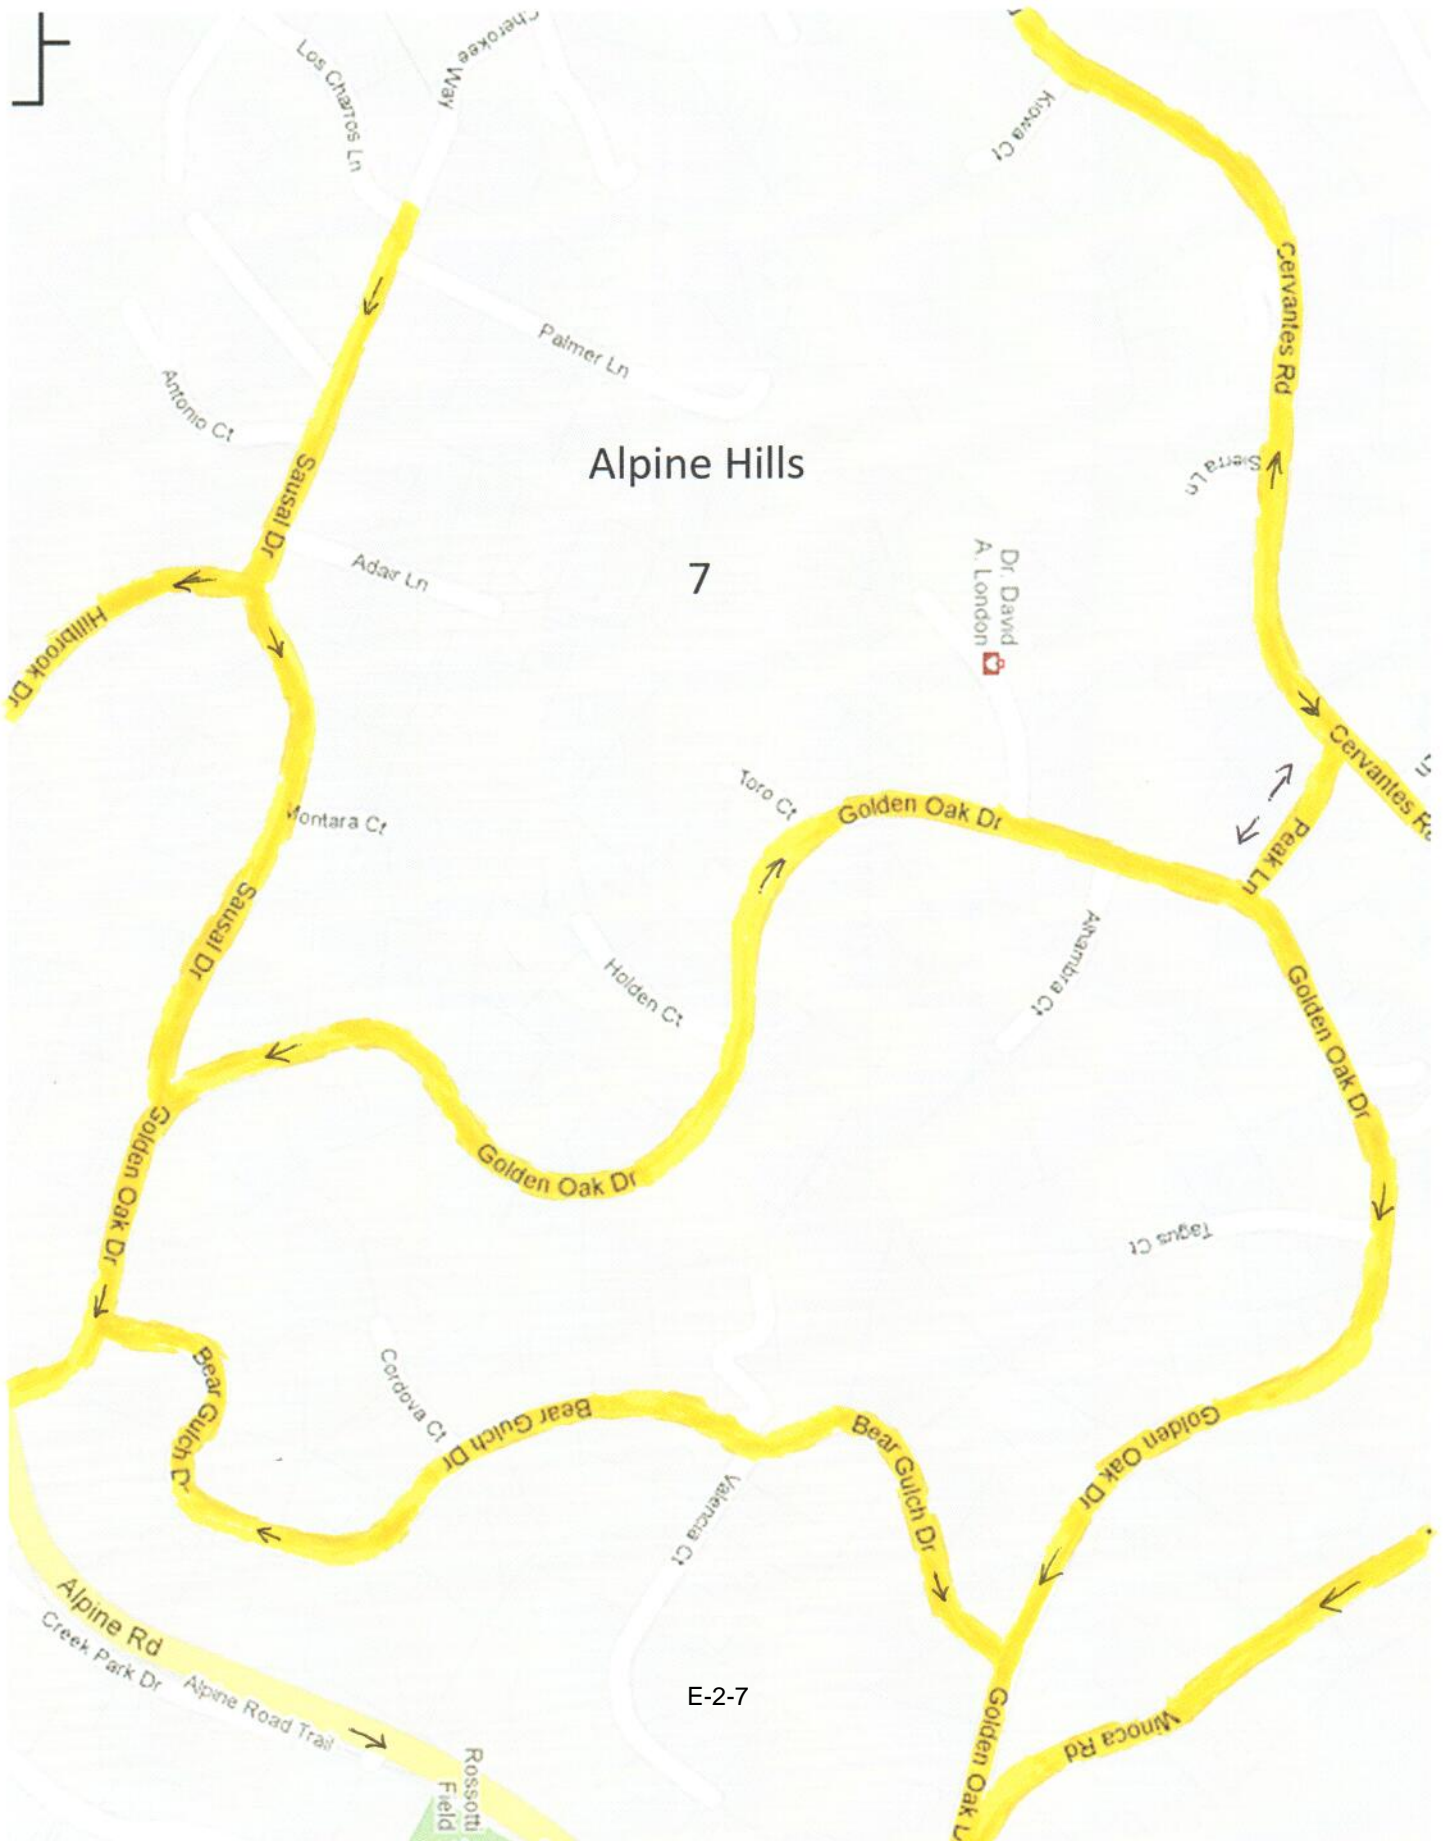 Cherokee Way
Los Charros Ln
Kiowa Ct
Cervantes Rd
Palmer Ln
Antonio Ct
Alpine Hills
Sierra Ln
Sausal Dr
Adair Ln
7
Dr. David
A. London
Hillbrook Dr
Cervantes Rd
Toro Ct
Golden Oak Dr
Montara Ct
Peak Ln
Sausal Dr
Alhambra Ct
Holden Ct
Golden Oak Dr
Golden Oak Dr
Golden Oak Dr
Tagus Ct
Bear Gulch Dr
Cordova Ct
Bear Gulch Dr
Bear Gulch Dr
Golden Oak Dr
Valencia Ct
Alpine Rd
Creek Park Dr
Alpine Road Trail
E-2-7
Golden Oak D
Wnoca Rd
Rossotti
Field